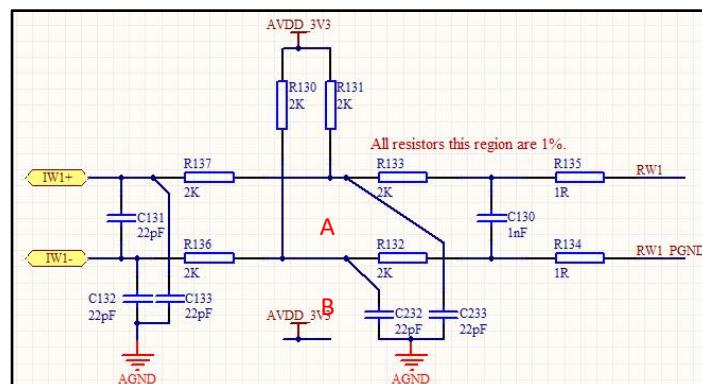 AVDD_3V3
R130
2K
R131
2K
All resistors this region are 1%.
IW1+
R137
2K
R133
2K
R135
1R
RW1
C131
22pF
A
C130
1nF
IW1-
R136
2K
R132
2K
R134
1R
RW1_PGND
C132
22pF
C133
22pF
B
AVDD_3V3
C232
22pF
C233
22pF
AGND
AGND